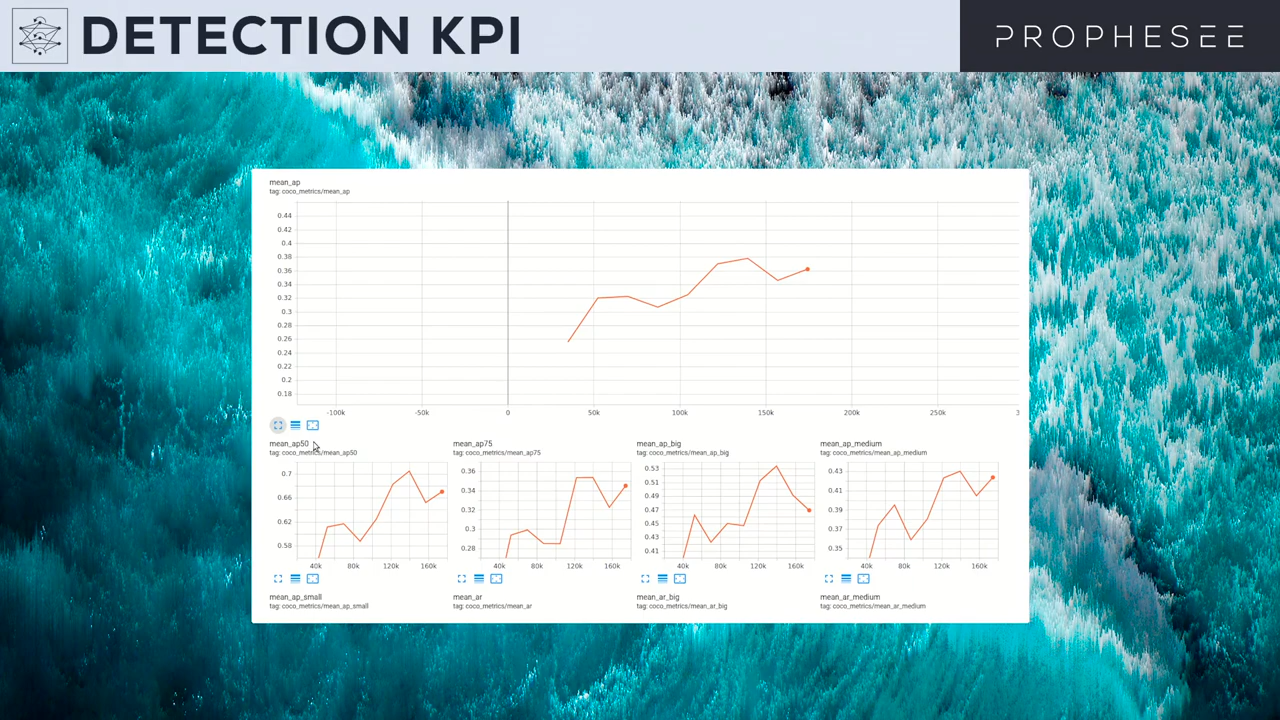 DETECTION KPI
PROPHESEE
mean_ap
tag: coco_metrics/mean_ap
0.44
0.42
0.4
0.38
0.36
0.34
0.32
0.3
0.28
0.26
0.24
0.22
0.2
0.18
-100k -50k 0 50k 100k 150k 200k 250k 3
mean_ap50 mean_ap75 mean_ap_big mean_ap_medium
tag: coco_metrics/mean_ap50 tag: coco_metrics/mean_ap75 tag: coco_metrics/mean_ap_big tag: coco_metrics/mean_ap_medium
0.7
0.66
0.62
0.58
40k 80k 120k 160k
0.36
0.34
0.32
0.3
0.28
40k 80k 120k 160k
0.53
0.51
0.49
0.47
0.45
0.43
0.41
40k 80k 120k 160k
0.43
0.41
0.39
0.37
0.35
40k 80k 120k 160k
mean_ap_small mean_ar mean_ar_big mean_ar_medium
tag: coco_metrics/mean_ap_small tag: coco_metrics/mean_ar tag: coco_metrics/mean_ar_big tag: coco_metrics/mean_ar_medium